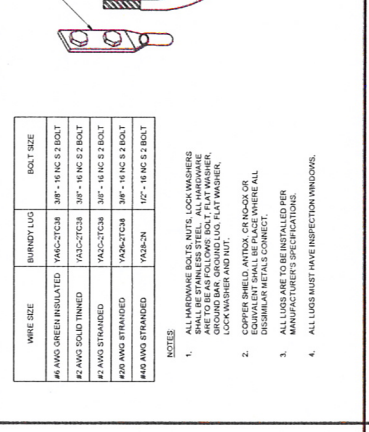 WIRE SIZE BURNDY LUG BOLT SIZE
#6 AWG GREEN INSULATED YA6C-2TC38 3/8" - 16 NC S 2 BOLT
#2 AWG SOLID TINNED YA3C-2TC38 3/8" - 16 NC S 2 BOLT
#2 AWG STRANDED YA2C-2TC38 3/8" - 16 NC S 2 BOLT
#2/0 AWG STRANDED YA26-2TC38 3/8" - 16 NC S 2 BOLT
#4/0 AWG STRANDED YA28-2N 1/2" - 16 NC S 2 BOLT
NOTES
1. ALL HARDWARE BOLTS, NUTS, LOCK WASHERS
SHALL BE STAINLESS STEEL. ALL HARDWARE
ARE TO BE AS FOLLOWS: BOLT, FLAT WASHER,
GROUND BAR, GROUND LUG, FLAT WASHER,
LOCK WASHER AND NUT.
2. COPPER SHIELD, ANTIOX, CR NO-OX OR
EQUIVALENT SHALL BE PLACE WHERE ALL
DISSIMILAR METALS CONNECT.
3. ALL LUGS ARE TO BE INSTALLED PER
MANUFACTURER'S SPECIFICATIONS.
4. ALL LUGS MUST HAVE INSPECTION WINDOWS.